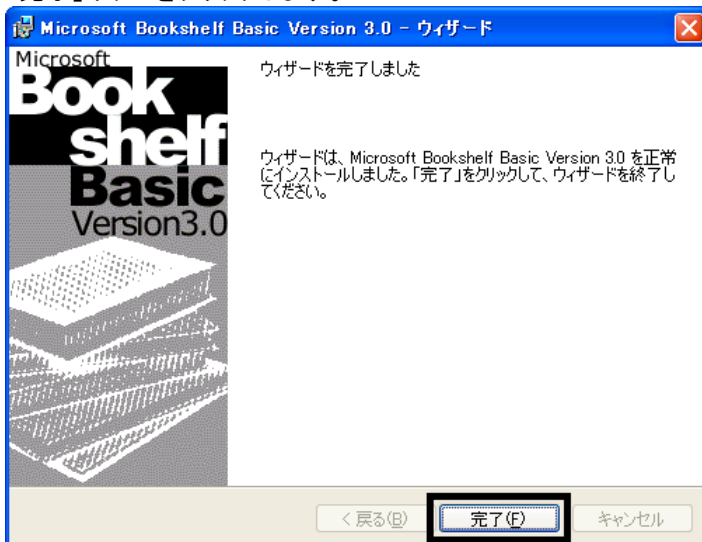 Microsoft Bookshelf Basic Version 3.0 - ウィザード
Microsoft
Book
shelf
Basic
Version3.0
ウィザードを完了しました
ウィザードは、Microsoft Bookshelf Basic Version 3.0 を正常
にインストールしました。「完了」をクリックして、ウィザードを終了し
てください。
< 戻る(B)
完了(F)
キャンセル